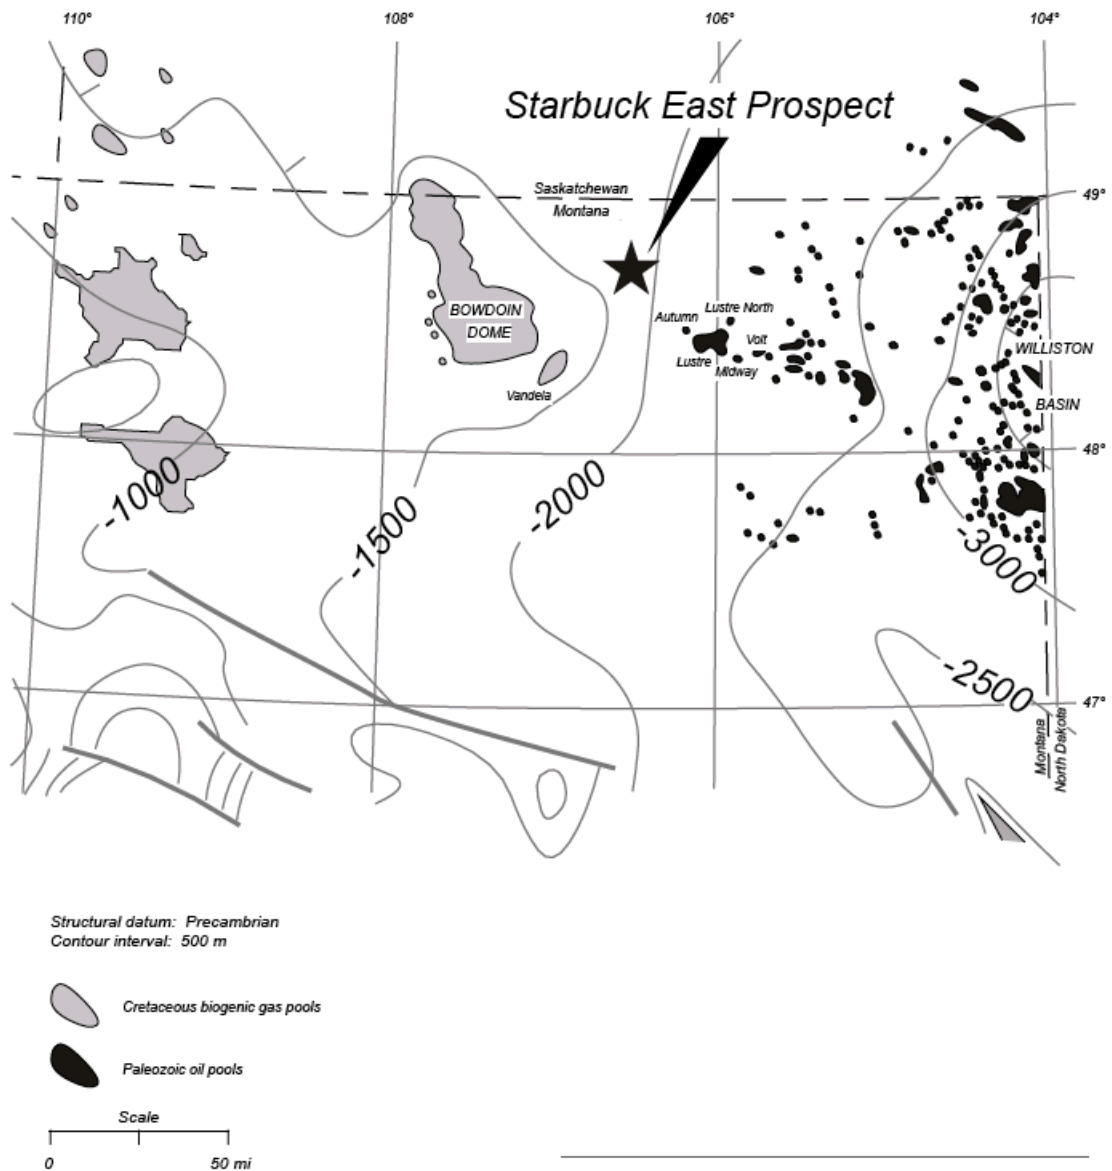 110°
108°
106°
104°
Starbuck East Prospect
Saskatchewan
Montana
49°
BOWDOIN
DOME
Autumn
Lustre North
Lustre
Volt
Midway
WILLISTON
BASIN
Vandela
48°
-1000
-1500
-2000
-3000
-2500
47°
Montana
North Dakota
Structural datum: Precambrian
Contour interval: 500 m
Cretaceous biogenic gas pools
Paleozoic oil pools
Scale
0
50 mi